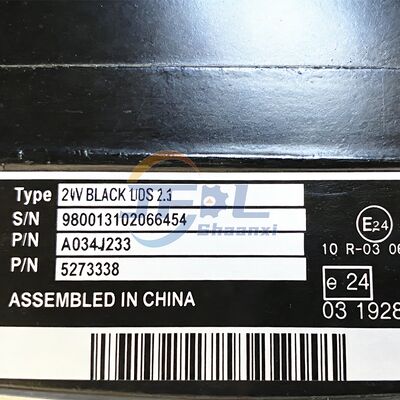 Type 24V BLACK UDS 2.3
S/N 980013102066454
P/N A034J233
P/N 5273338
ASSEMBLED IN CHINA
E24
10 R-03 06
e 24
03 1928
Shaanxi